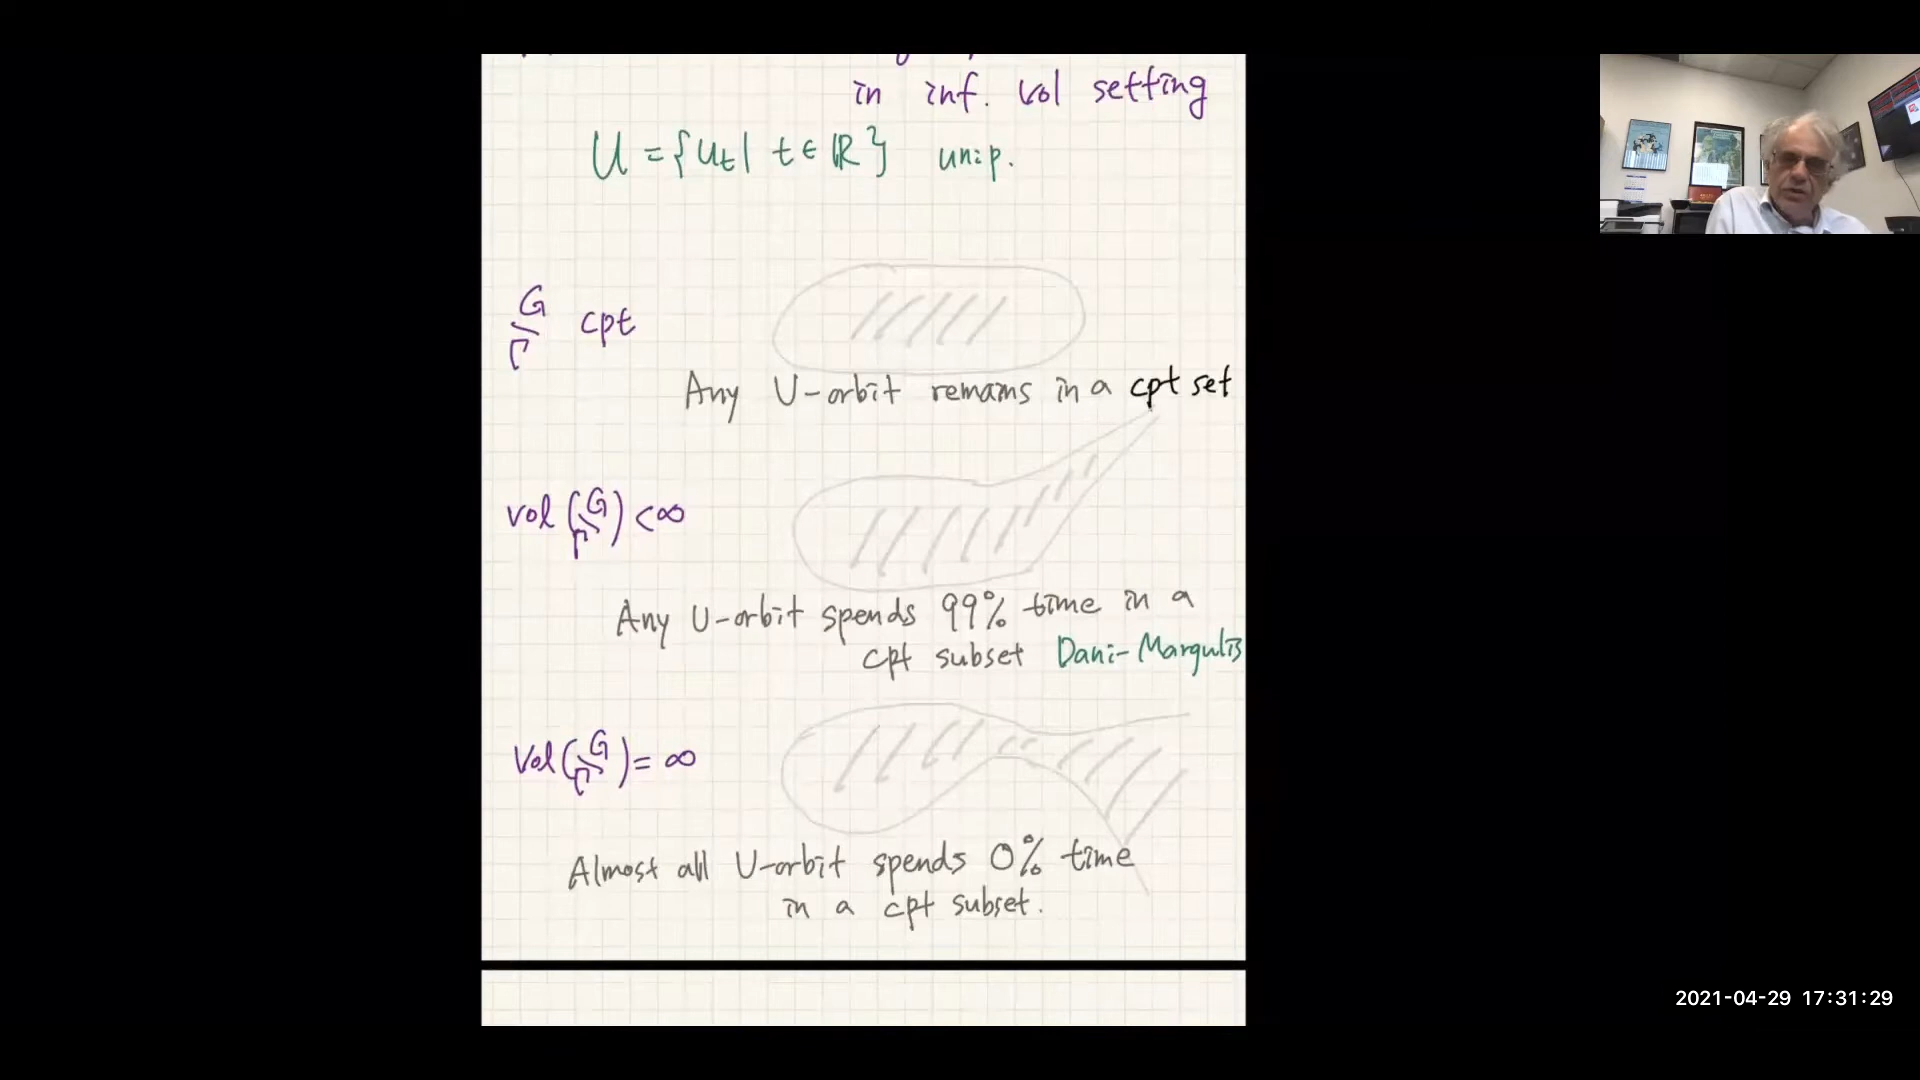 in inf. vol setting
U = {u_t | t ∈ ℝ} unip.
Γ\G cpt
Any U-orbit remains in a cpt set
vol (Γ\G) < ∞
Any U-orbit spends 99% time in a
cpt subset Dani-Margulis
Vol (Γ\G) = ∞
Almost all U-orbit spends 0% time
in a cpt subset.
2021-04-29 17:31:29